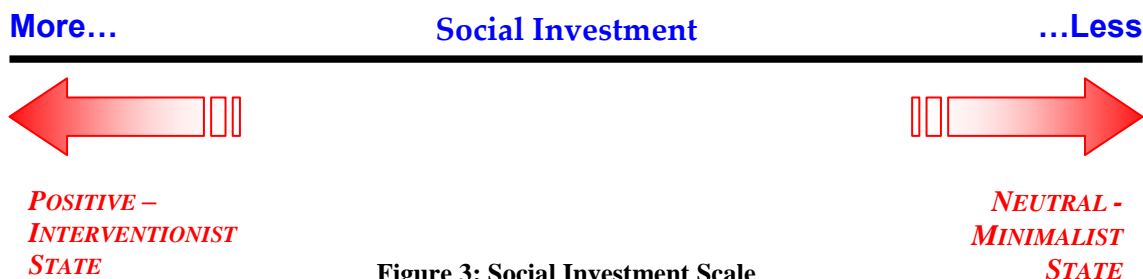 More… Social Investment …Less
POSITIVE –
INTERVENTIONIST
STATE
NEUTRAL -
MINIMALIST
STATE
Figure 3: Social Investment Scale